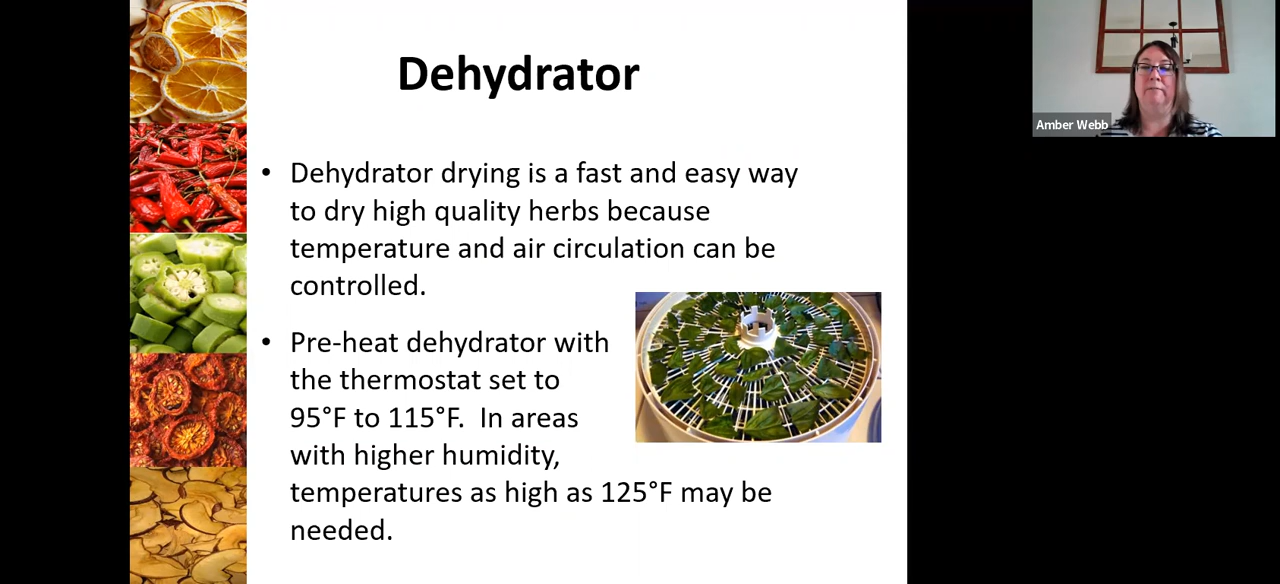 Dehydrator
• Dehydrator drying is a fast and easy way
to dry high quality herbs because
temperature and air circulation can be
controlled.
• Pre-heat dehydrator with
the thermostat set to
95°F to 115°F.  In areas
with higher humidity,
temperatures as high as 125°F may be
needed.
Amber Webb